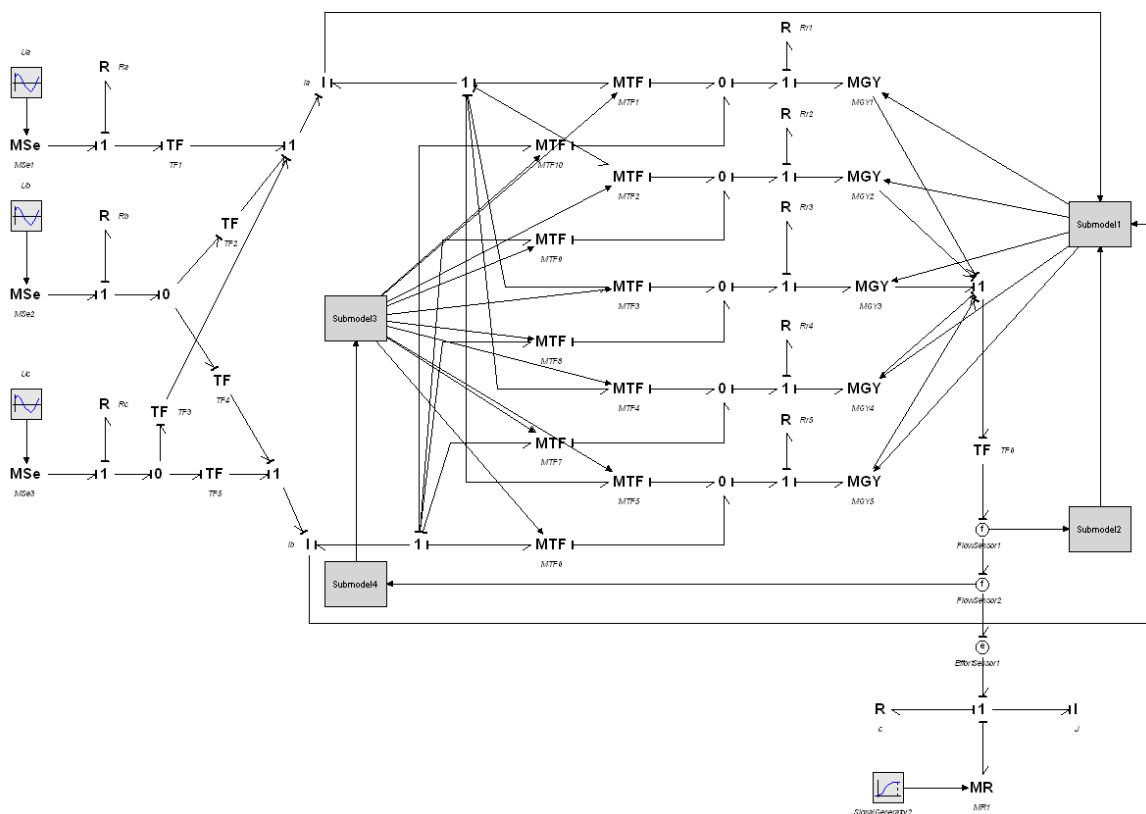 Ua
R Ra
MSe 1 TF 1
MSe1 TF1
Ia I 1 MTF 0 1 MGY
MTF1 MGY1
R Rr1
MTF
MTF10
R Rr2
MTF 0 1 MGY
MTF2 MGY2
Ub
R Rb
TF
TF2
MSe 1 0
MSe2
MTF
MTF9
R Rr3
Submodel1
MTF 0 1 MGY 1
MTF3 MGY3
Submodel3
MTF
MTF8
R Rr4
Uc
R Rc
TF TF3
TF
TF4
MTF 0 1 MGY
MTF4 MGY4
MSe 1 0 TF 1
MSe3 TF5
MTF
MTF7
R Rr5
MTF 0 1 MGY
MTF5 MGY5
TF TF6
Ib I 1 MTF
MTF6
f
FlowSensor1
Submodel2
Submodel4
f
FlowSensor2
e
EffortSensor1
R 1 I
c J
MR
MR1
SignalGenerator2